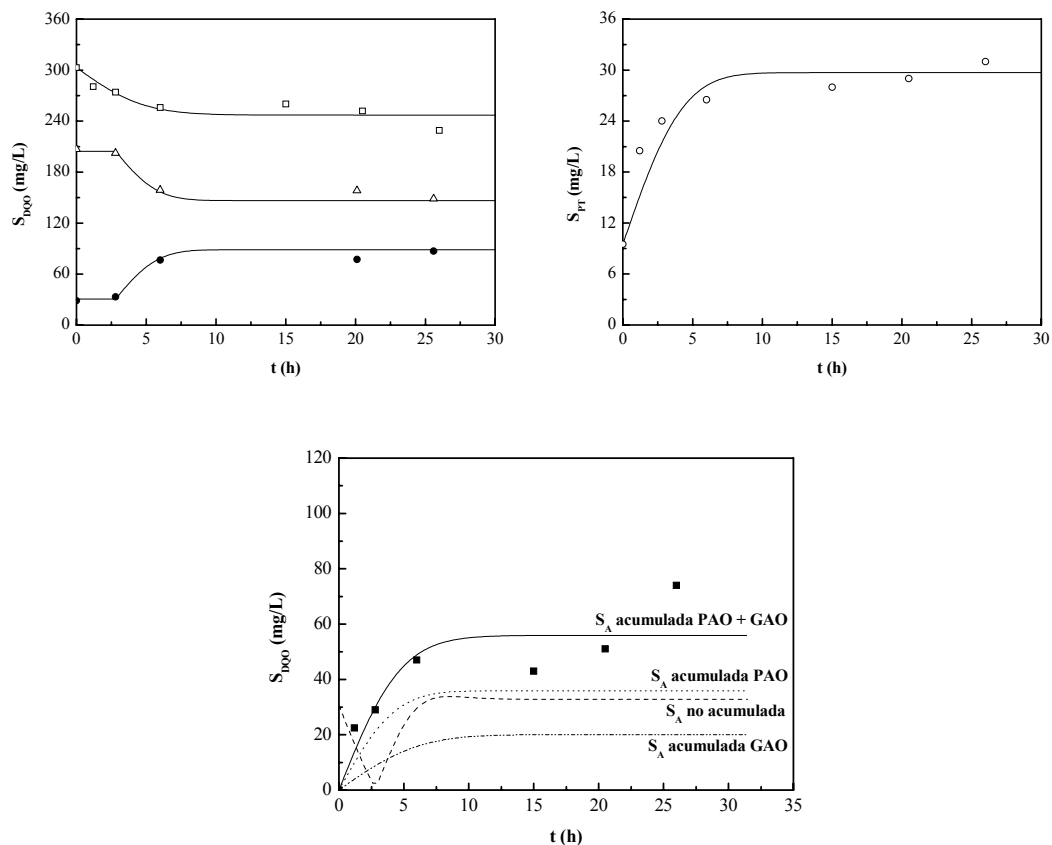 360
300
240
180
120
60
0
S_DQO (mg/L)
0 5 10 15 20 25 30
t (h)
36
30
24
18
12
6
0
S_PT (mg/L)
0 5 10 15 20 25 30
t (h)
120
100
80
60
40
20
0
S_DQO (mg/L)
S_A acumulada PAO + GAO
S_A acumulada PAO
S_A no acumulada
S_A acumulada GAO
0 5 10 15 20 25 30 35
t (h)